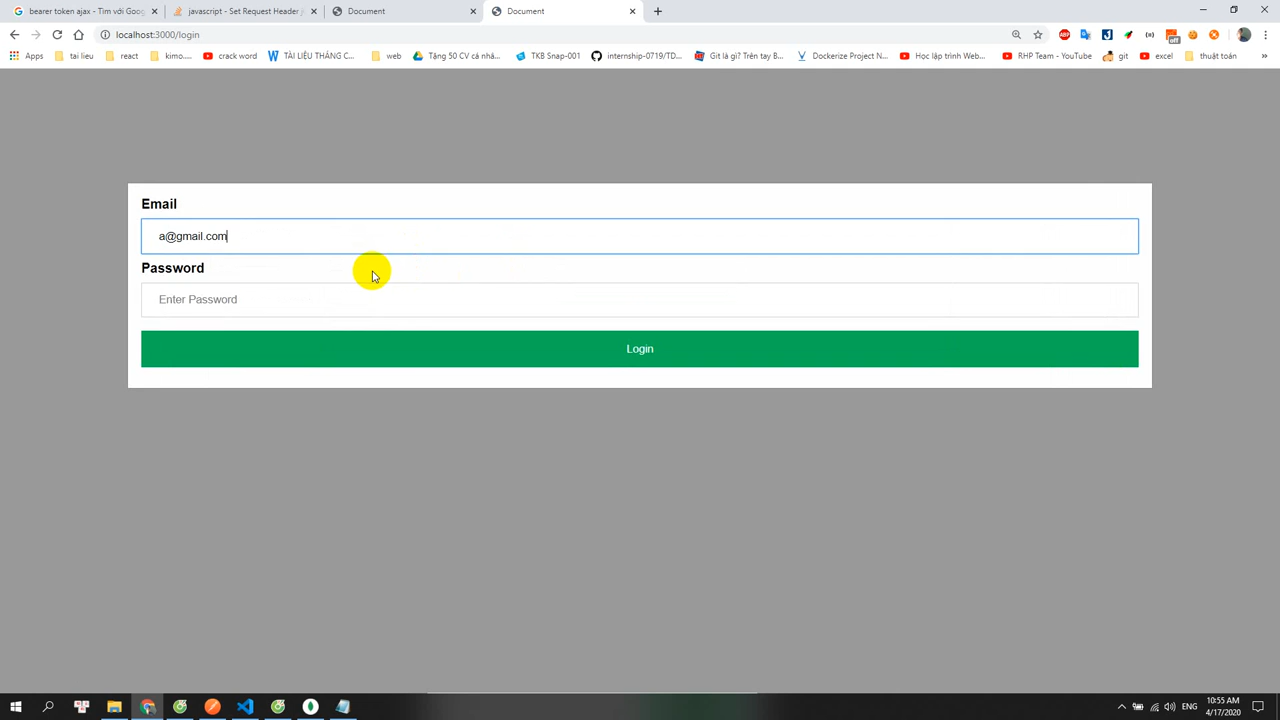 bearer token ajax - Tìm với Goog
javascript - Set Request Header j
Document
Document
localhost:3000/login
ABP
off
Apps
tai lieu
react
kimo....
crack word
TÀI LIỆU THÁNG C...
web
Tặng 50 CV cá nhâ...
TKB Snap-001
internship-0719/TD...
Git là gì? Trên tay B...
Dockerize Project N...
Học lập trình Web...
RHP Team - YouTube
git
excel
thuật toán
»
Email
a@gmail.com
Password
Enter Password
Login
ENG
10:55 AM
4/17/2020